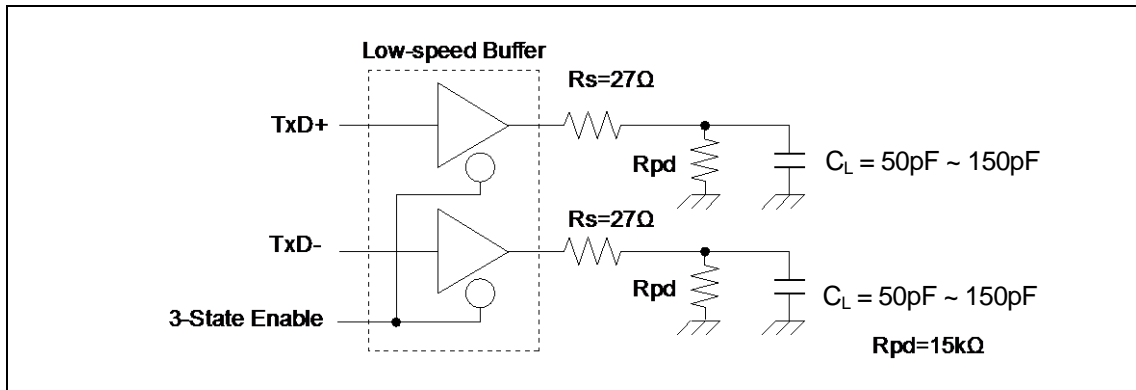 Low-speed Buffer
Rs=27Ω
TxD+
Rpd
C_L = 50pF ~ 150pF
Rs=27Ω
TxD-
Rpd
C_L = 50pF ~ 150pF
3-State Enable
Rpd=15kΩ